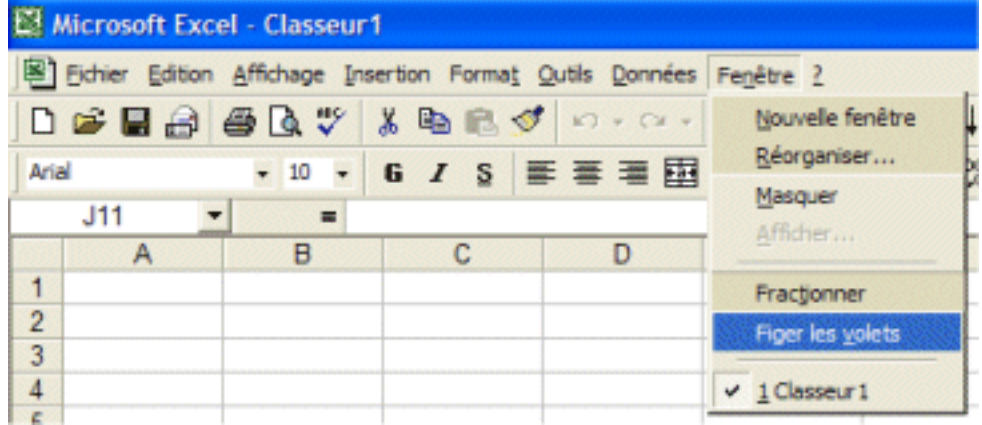 Microsoft Excel - Classeur1
Fichier Edition Affichage Insertion Format Outils Données Fenêtre ?
Nouvelle fenêtre
Réorganiser...
Masquer
Afficher...
Fractionner
Figer les volets
1 Classeur1
ABC
Arial 10 G I S
J11 =
A B C D
1
2
3
4